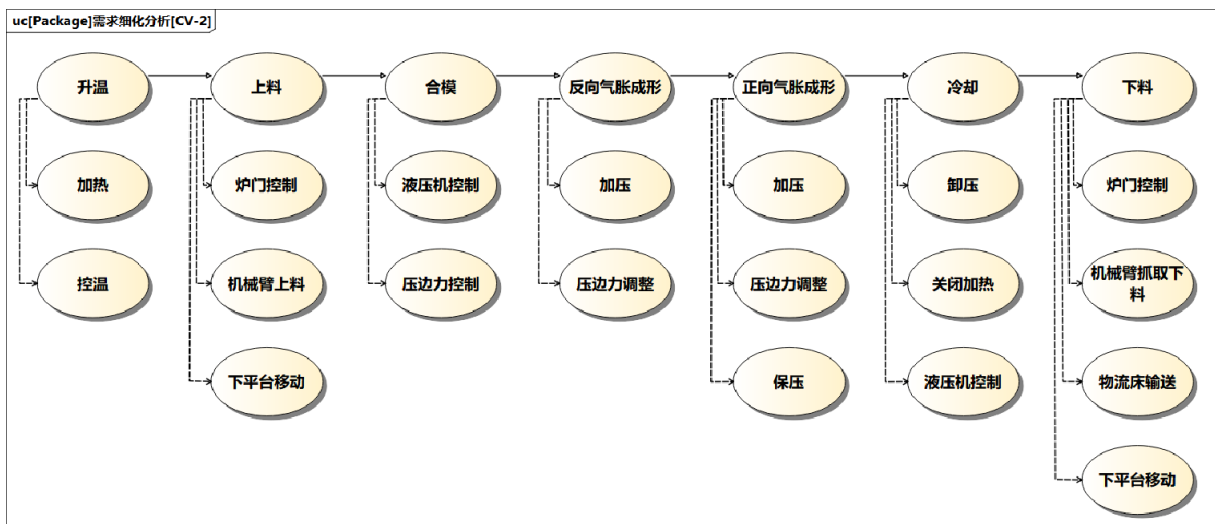 uc[Package]需求细化分析[CV-2]
升温
上料
合模
反向气胀成形
正向气胀成形
冷却
下料
加热
炉门控制
液压机控制
加压
加压
卸压
炉门控制
控温
机械臂上料
压边力控制
压边力调整
压边力调整
关闭加热
机械臂抓取下
料
下平台移动
保压
液压机控制
物流床输送
下平台移动